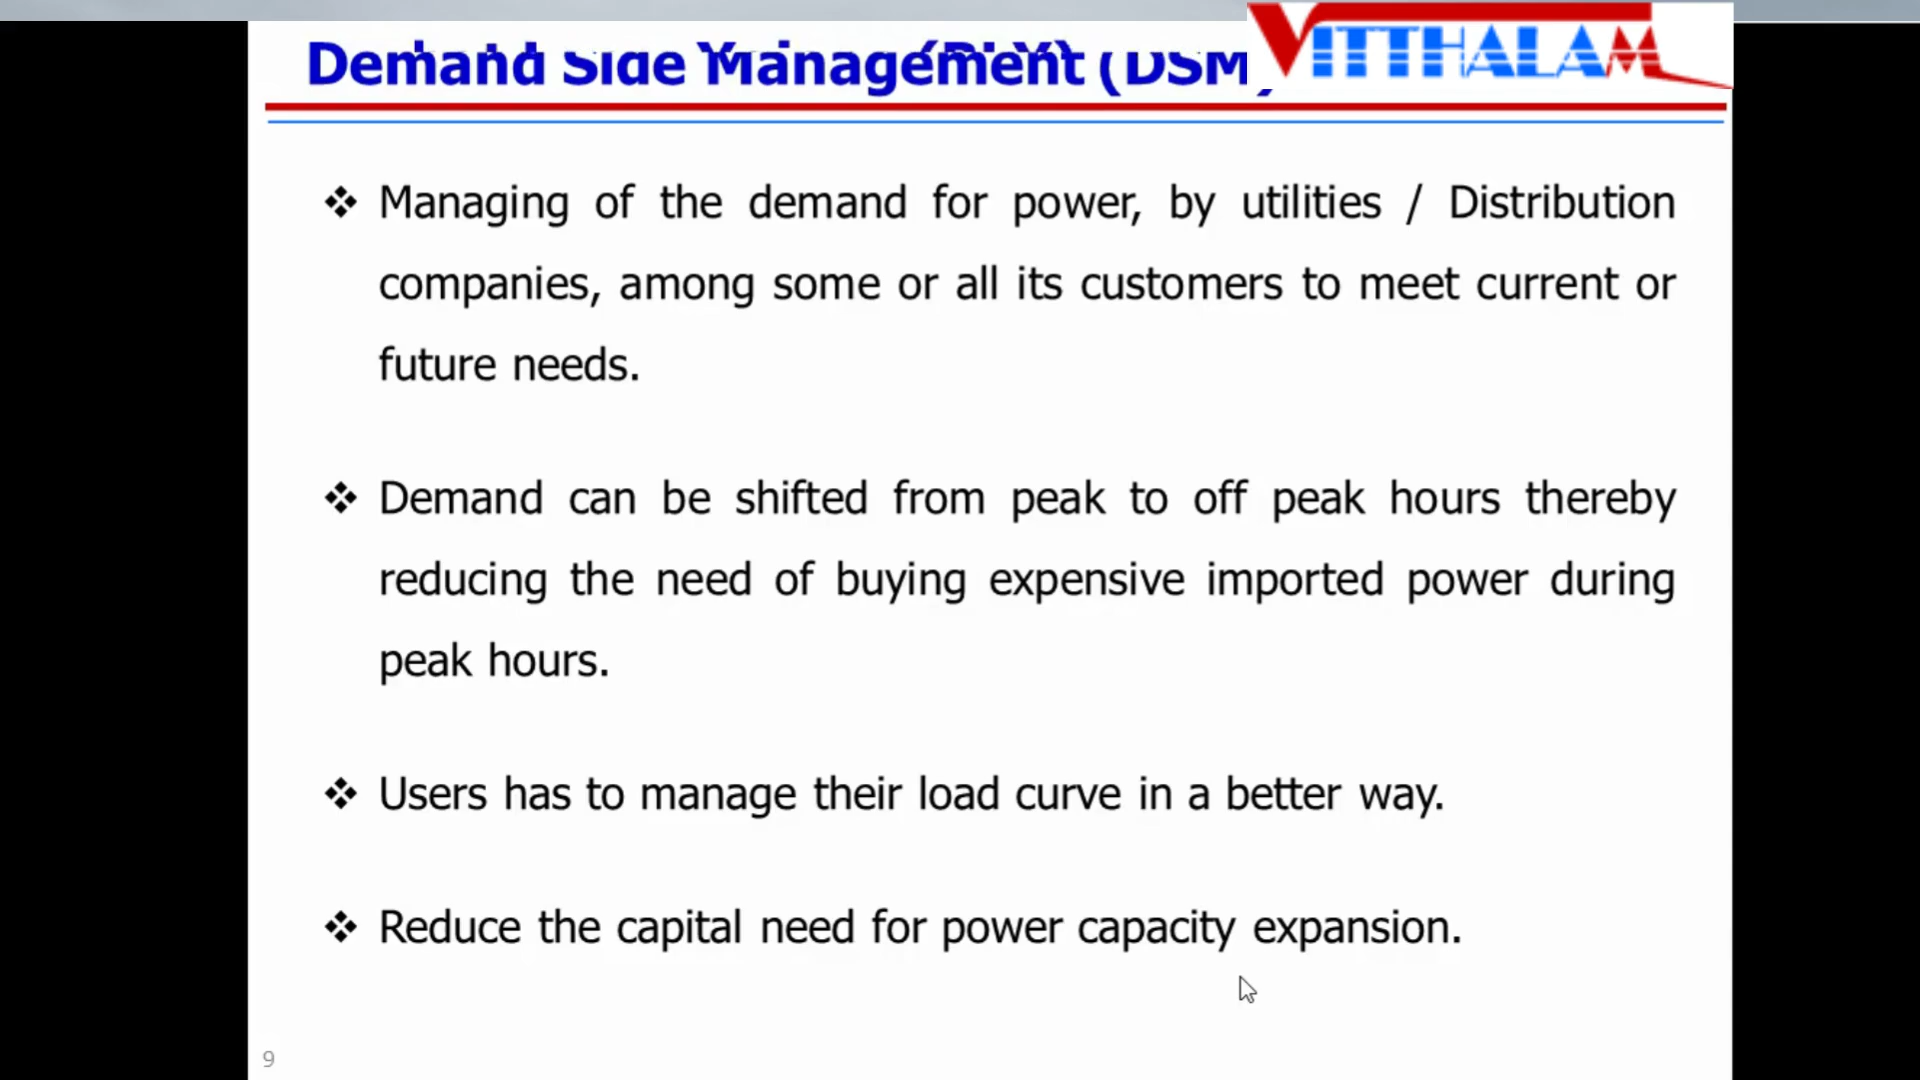 Demand Side Management (DSM)
VITTHALAM
❖ Managing of the demand for power, by utilities / Distribution
companies, among some or all its customers to meet current or
future needs.
❖ Demand can be shifted from peak to off peak hours thereby
reducing the need of buying expensive imported power during
peak hours.
❖ Users has to manage their load curve in a better way.
❖ Reduce the capital need for power capacity expansion.
9